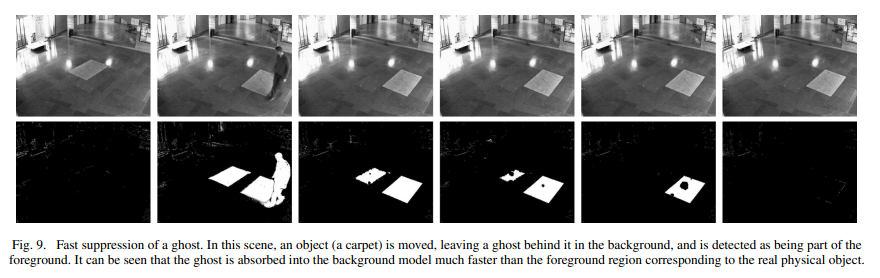 Fig. 9. Fast suppression of a ghost. In this scene, an object (a carpet) is moved, leaving a ghost behind it in the background, and is detected as being part of the
foreground. It can be seen that the ghost is absorbed into the background model much faster than the foreground region corresponding to the real physical object.